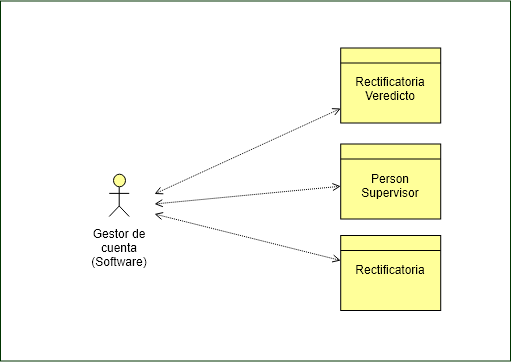 Rectificatoria
Veredicto
Person
Supervisor
Gestor de
cuenta
(Software)
Rectificatoria